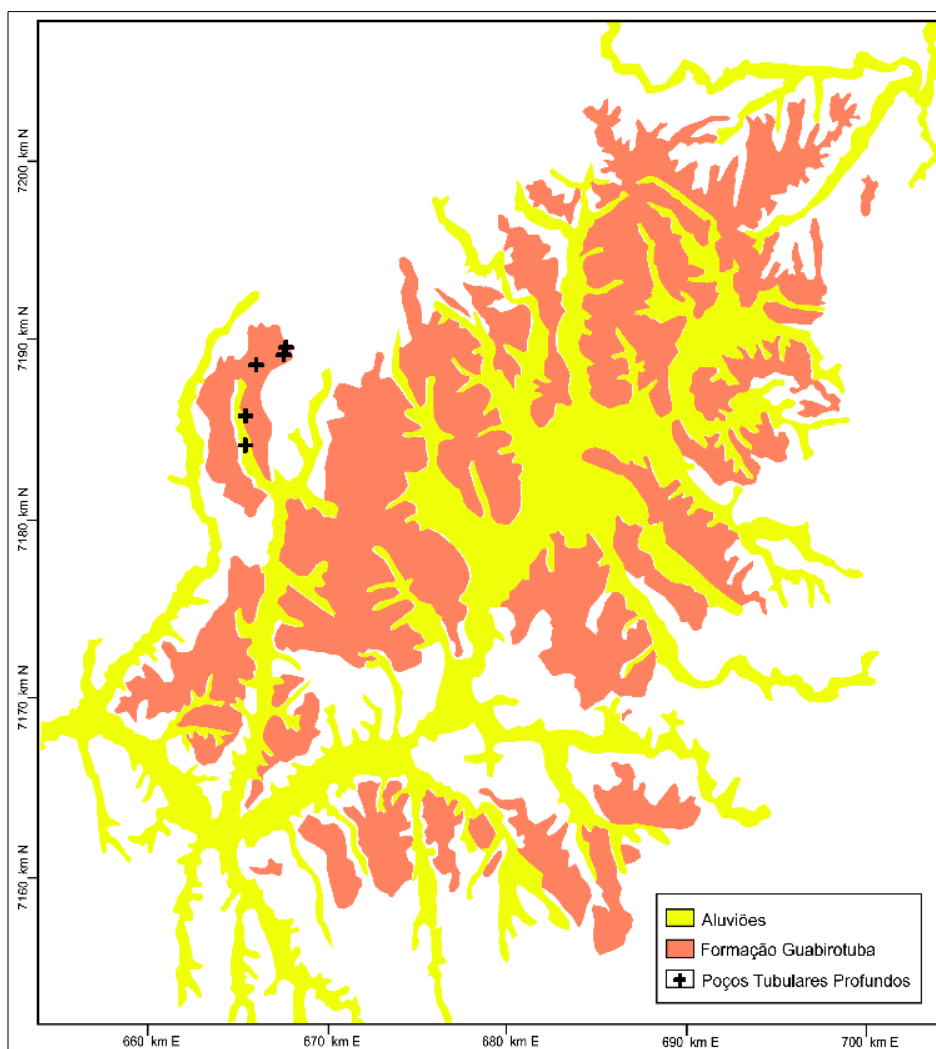 7200 km N
7190 km N
7180 km N
7170 km N
7160 km N
Aluviões
Formação Guabirotuba
Poços Tubulares Profundos
660 km E
670 km E
680 km E
690 km E
700 km E